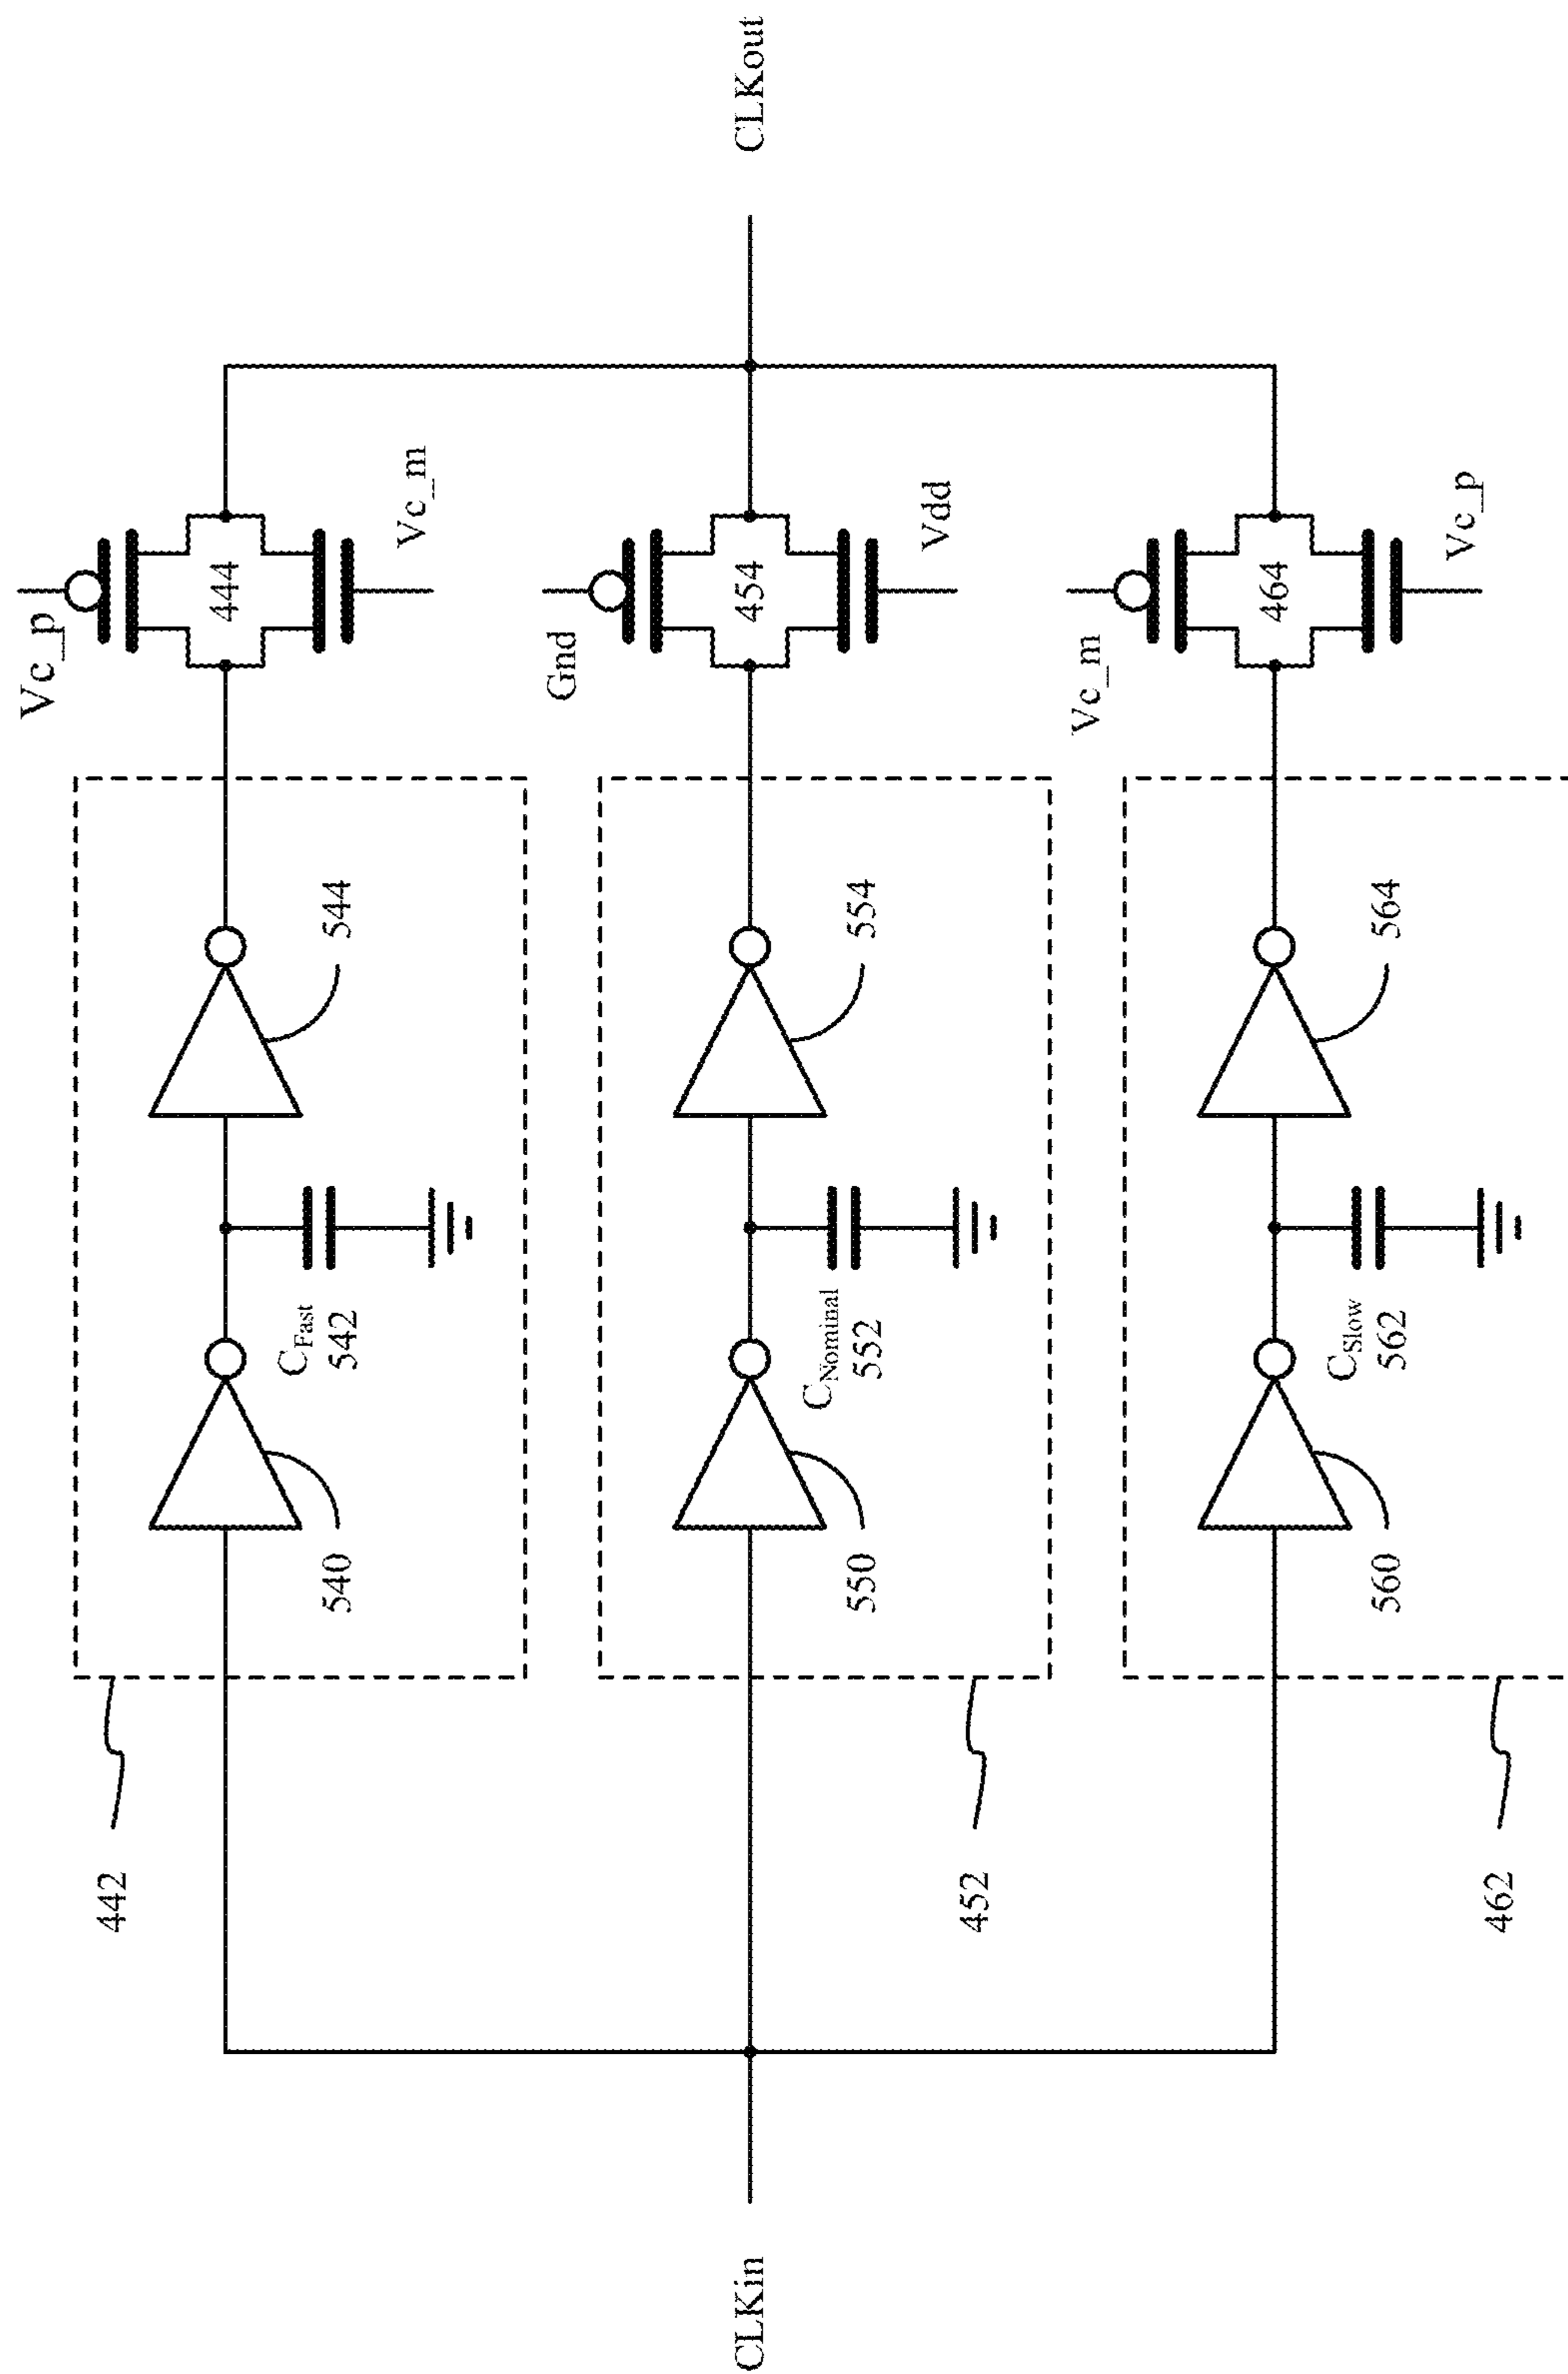 CLKin
442
540
C_Fast
542
544
Vc_p
444
Vc_m
452
550
C_Nominal
552
554
Gnd
454
Vdd
462
560
C_Slow
562
564
Vc_m
464
Vc_p
CLKout